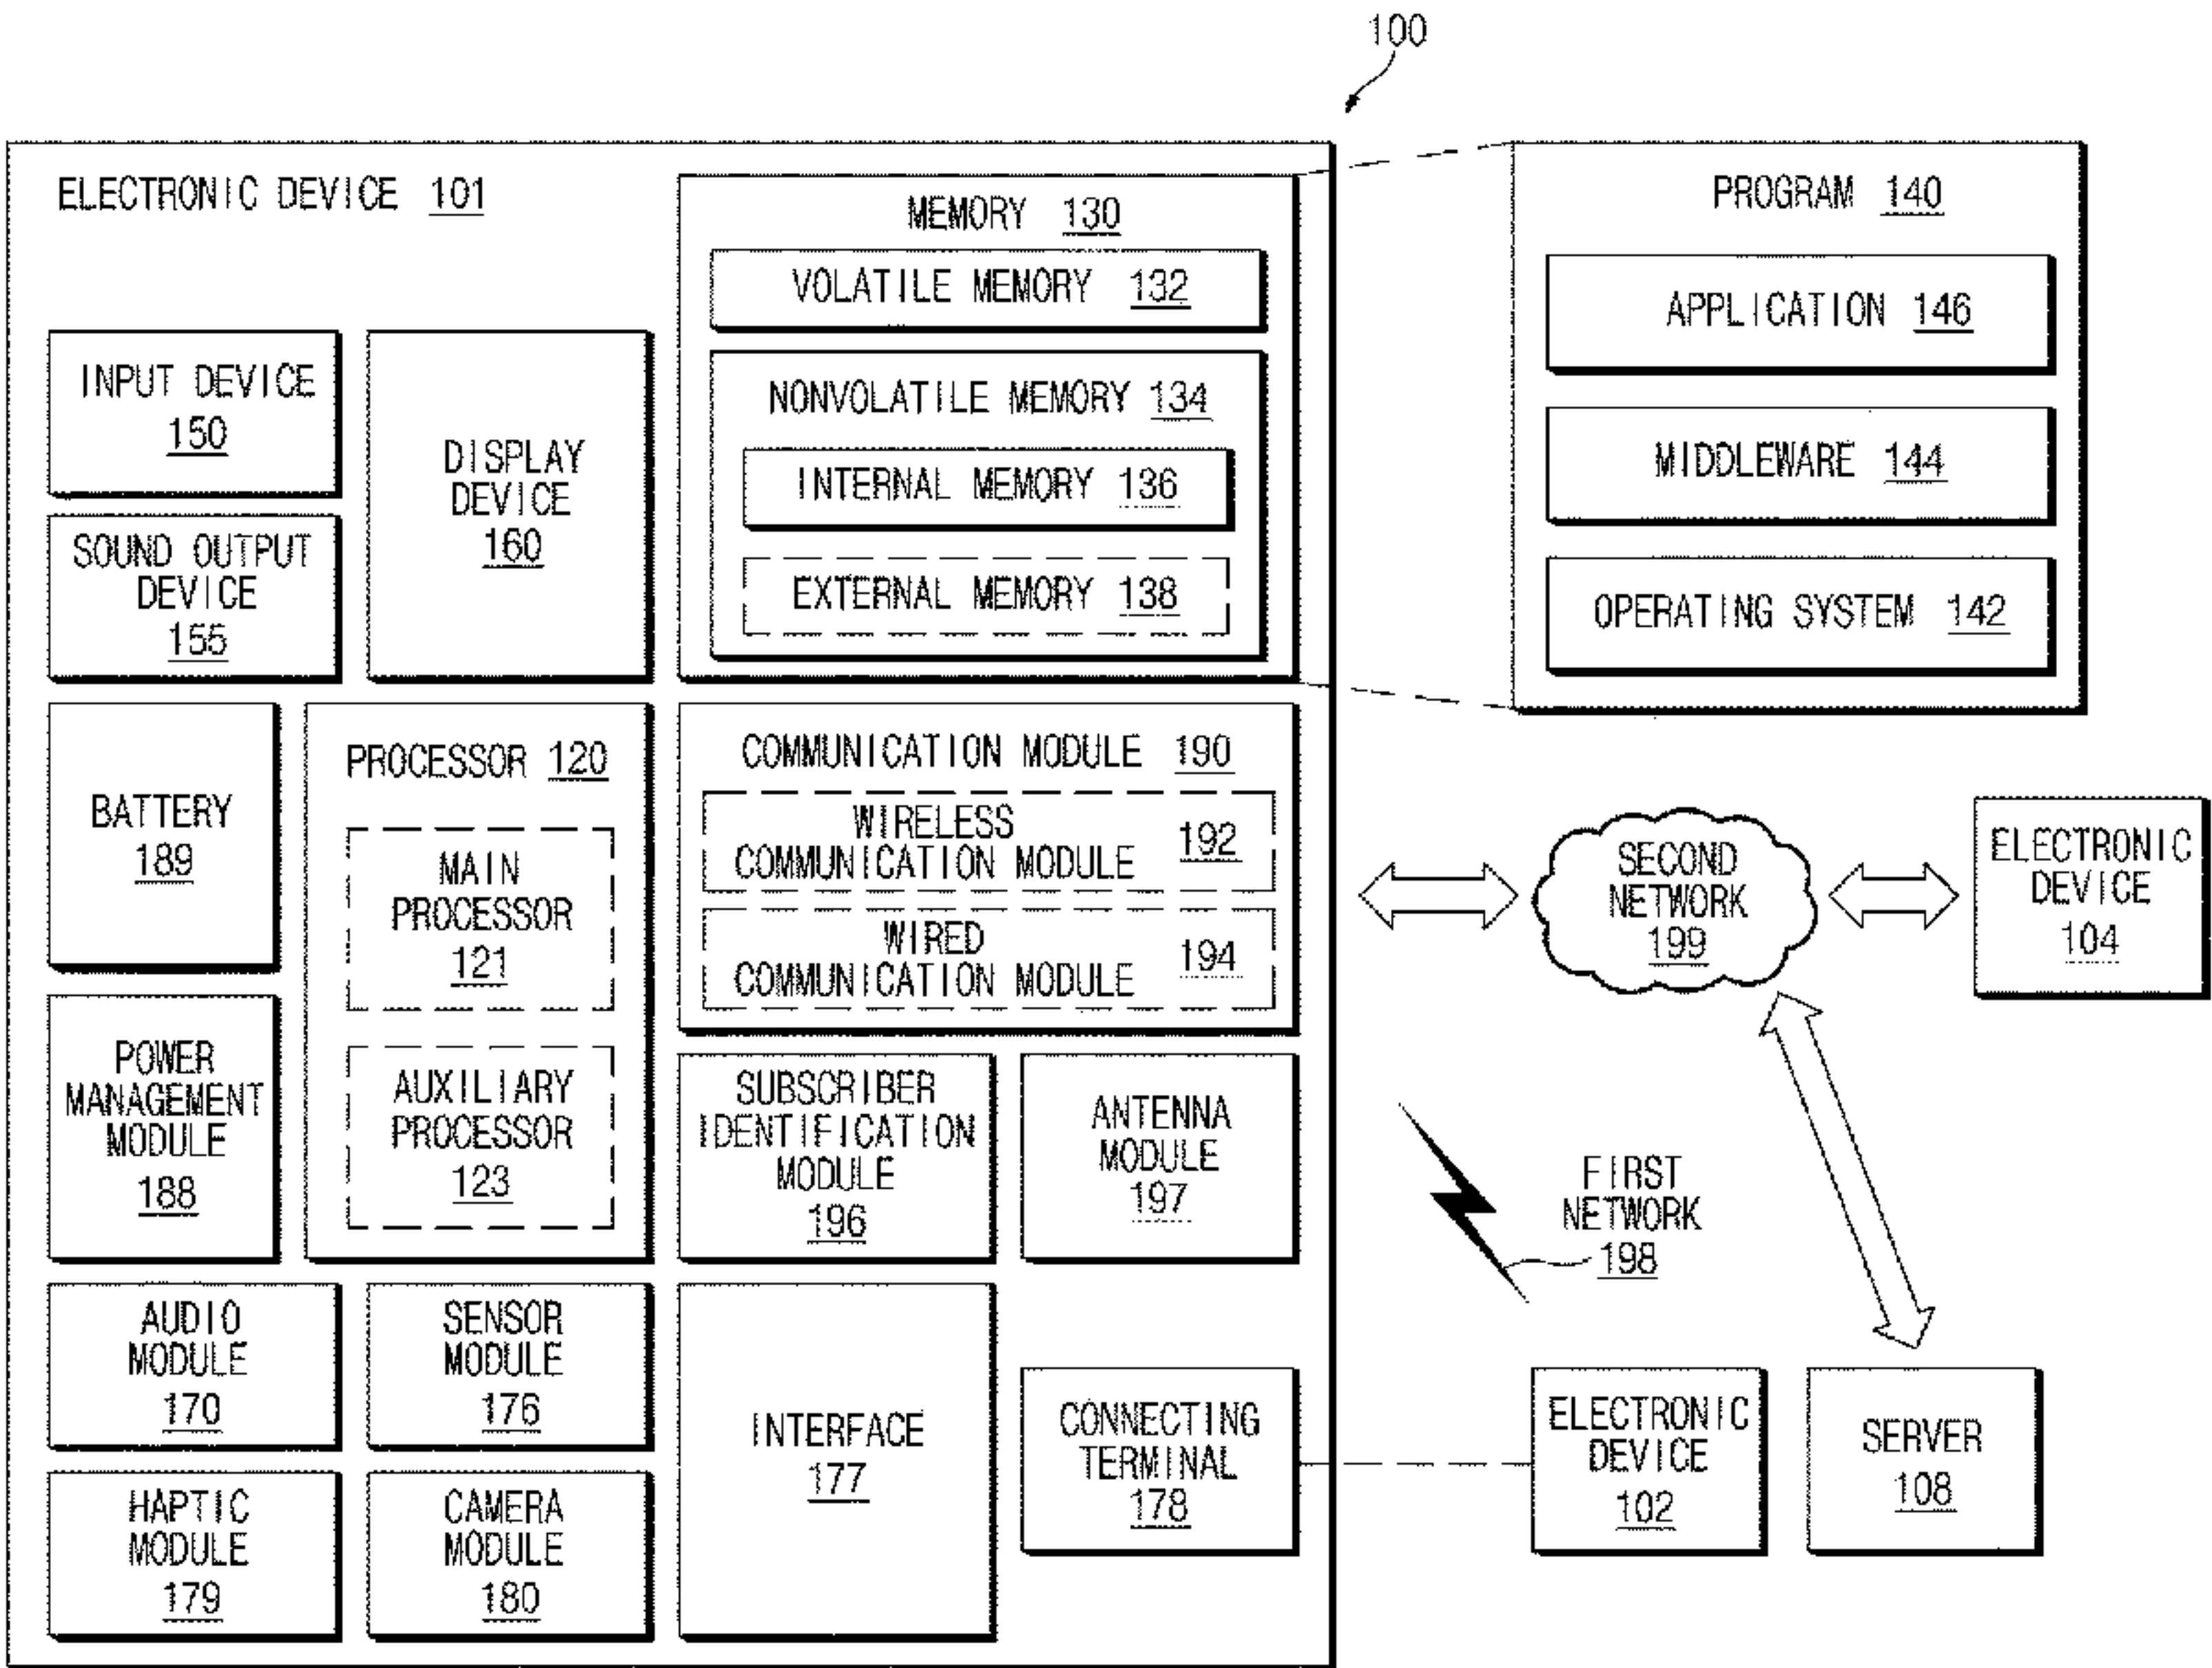 100
ELECTRONIC DEVICE 101
MEMORY 130
VOLATILE MEMORY 132
NONVOLATILE MEMORY 134
INTERNAL MEMORY 136
EXTERNAL MEMORY 138
PROGRAM 140
APPLICATION 146
MIDDLEWARE 144
OPERATING SYSTEM 142
INPUT DEVICE
150
SOUND OUTPUT
DEVICE
155
DISPLAY
DEVICE
160
BATTERY
189
POWER
MANAGEMENT
MODULE
188
PROCESSOR 120
MAIN
PROCESSOR
121
AUXILIARY
PROCESSOR
123
COMMUNICATION MODULE 190
WIRELESS
COMMUNICATION MODULE 192
WIRED
COMMUNICATION MODULE 194
SUBSCRIBER
IDENTIFICATION
MODULE
196
ANTENNA
MODULE
197
SECOND
NETWORK
199
ELECTRONIC
DEVICE
104
FIRST
NETWORK
198
AUDIO
MODULE
170
SENSOR
MODULE
176
HAPTIC
MODULE
179
CAMERA
MODULE
180
INTERFACE
177
CONNECTING
TERMINAL
178
ELECTRONIC
DEVICE
102
SERVER
108